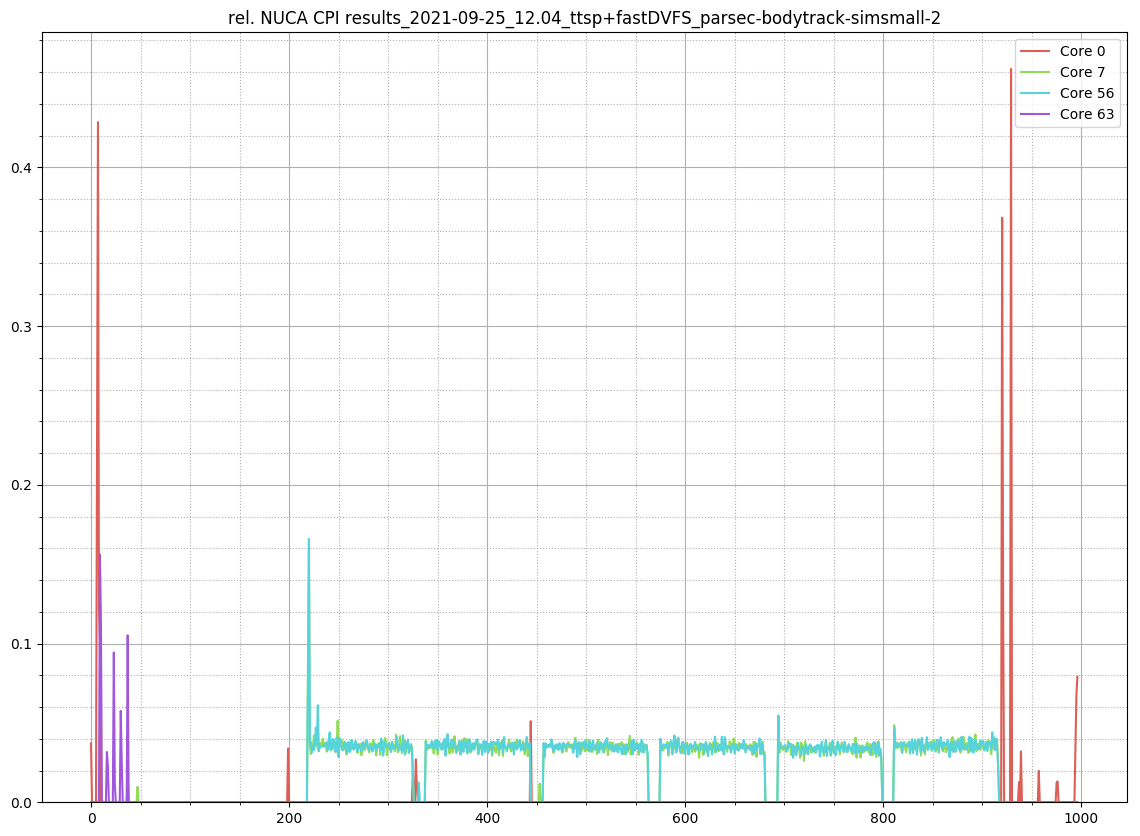 rel. NUCA CPI results_2021-09-25_12.04_ttsp+fastDVFS_parsec-bodytrack-simsmall-2
Core 0
Core 7
Core 56
Core 63
0.4
0.3
0.2
0.1
0.0
0 200 400 600 800 1000